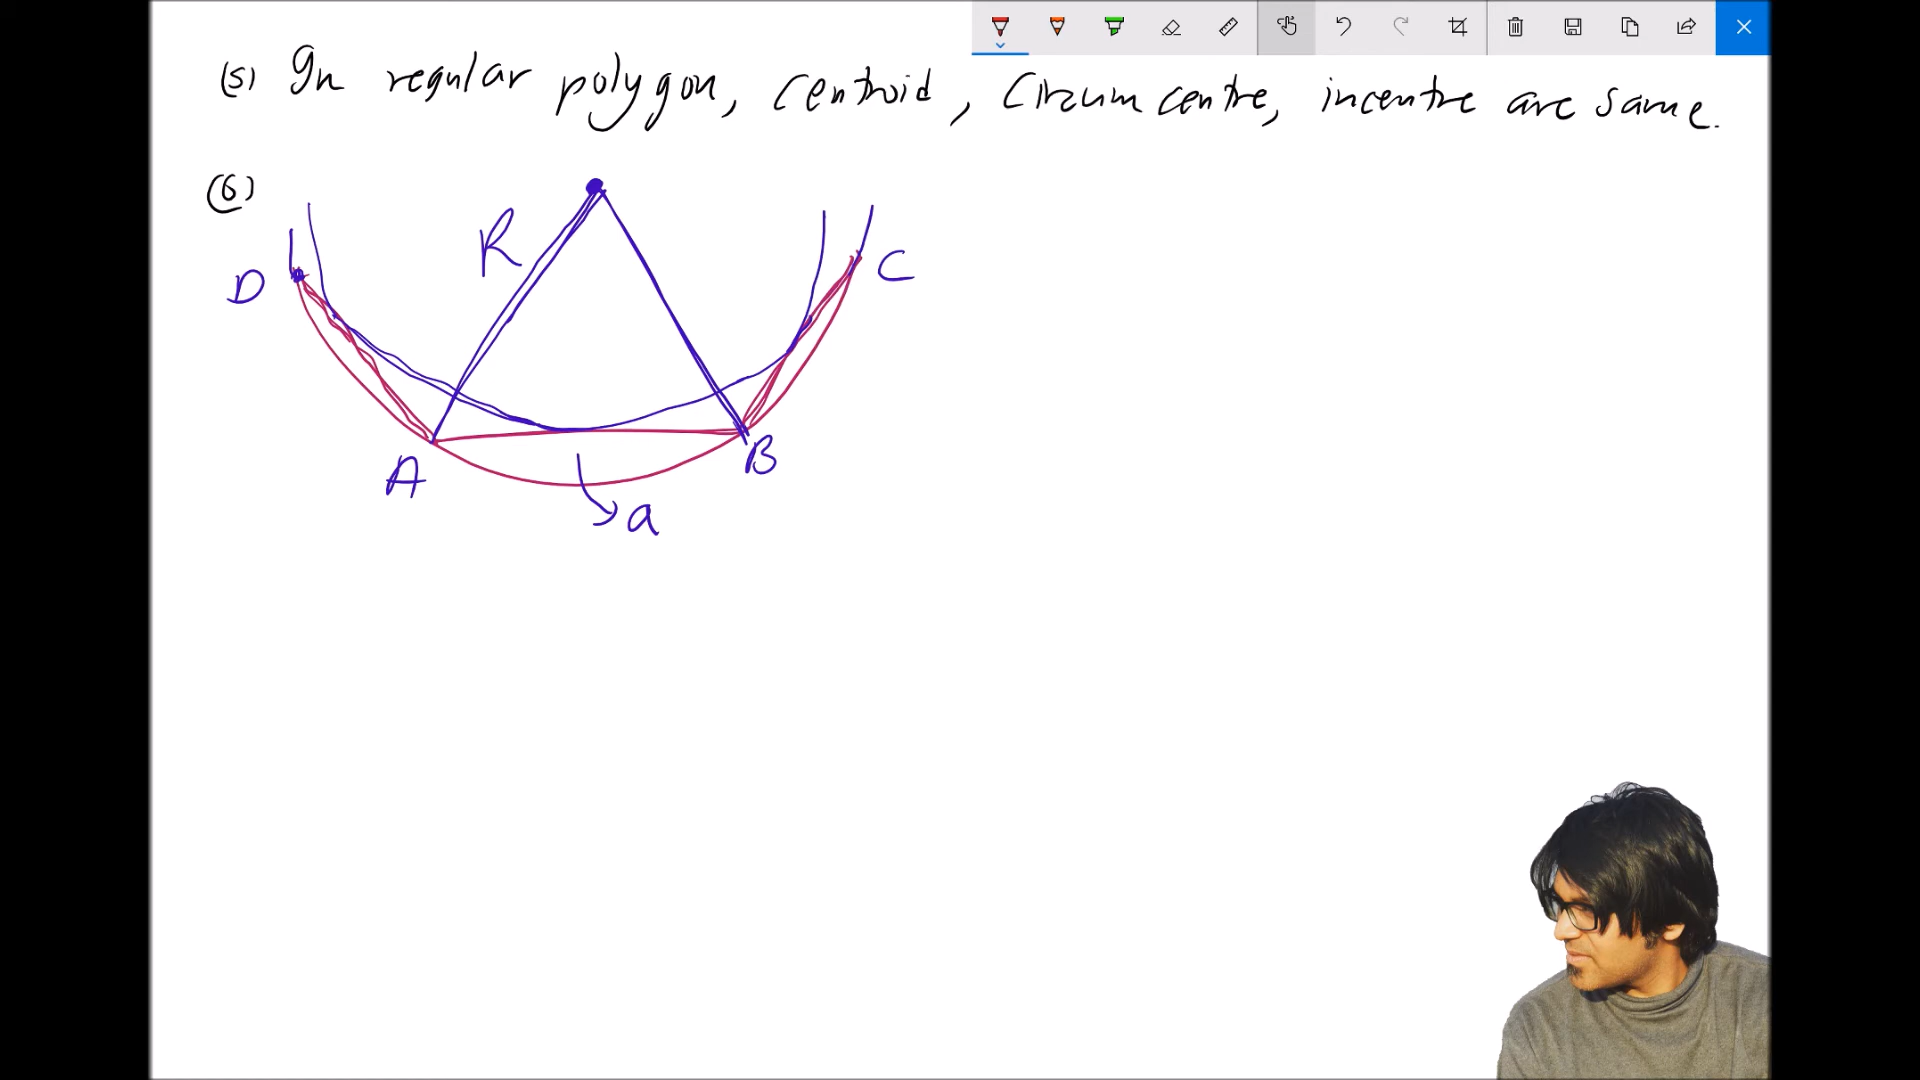 (5) In regular polygon, centroid, Circum centre, incentre are same.
(6)
R
D
C
A
B
a